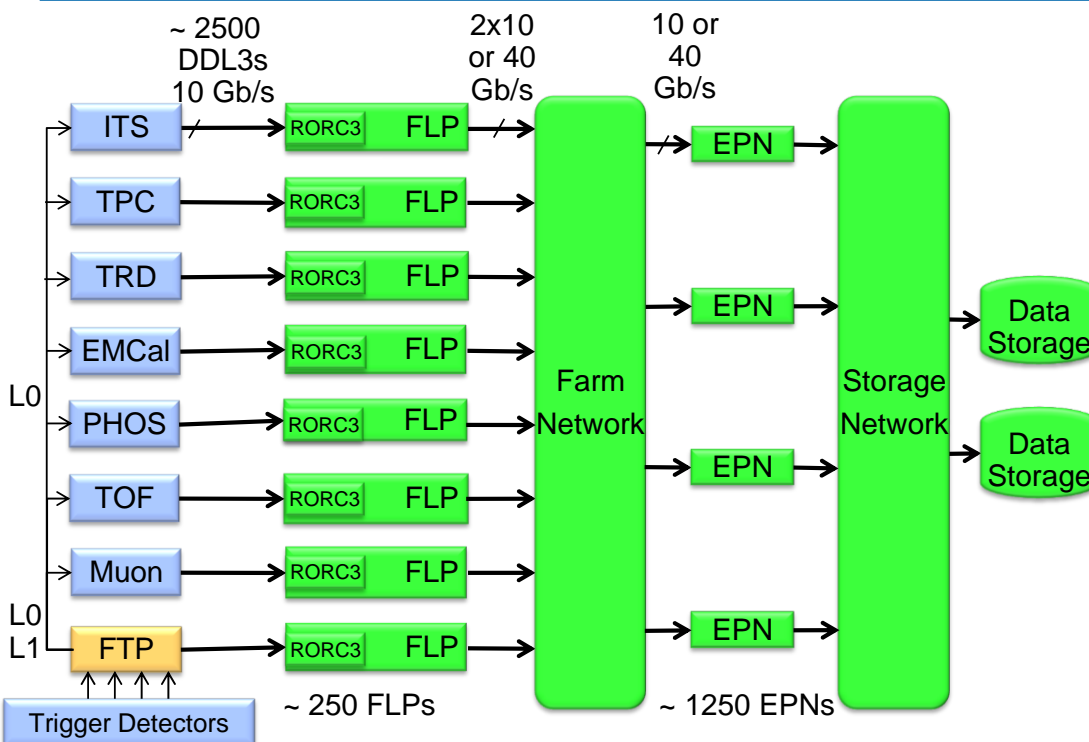 ~ 2500
DDL3s
10 Gb/s
2x10
or 40
Gb/s
10 or
40
Gb/s
ITS
RORC3 FLP
EPN
TPC
RORC3 FLP
TRD
RORC3 FLP
EPN
EMCal
RORC3 FLP
L0
PHOS
RORC3 FLP
Farm
Network
Storage
Network
Data
Storage
Data
Storage
TOF
RORC3 FLP
EPN
Muon
RORC3 FLP
L0
L1
FTP
RORC3 FLP
EPN
Trigger Detectors
~ 250 FLPs
~ 1250 EPNs